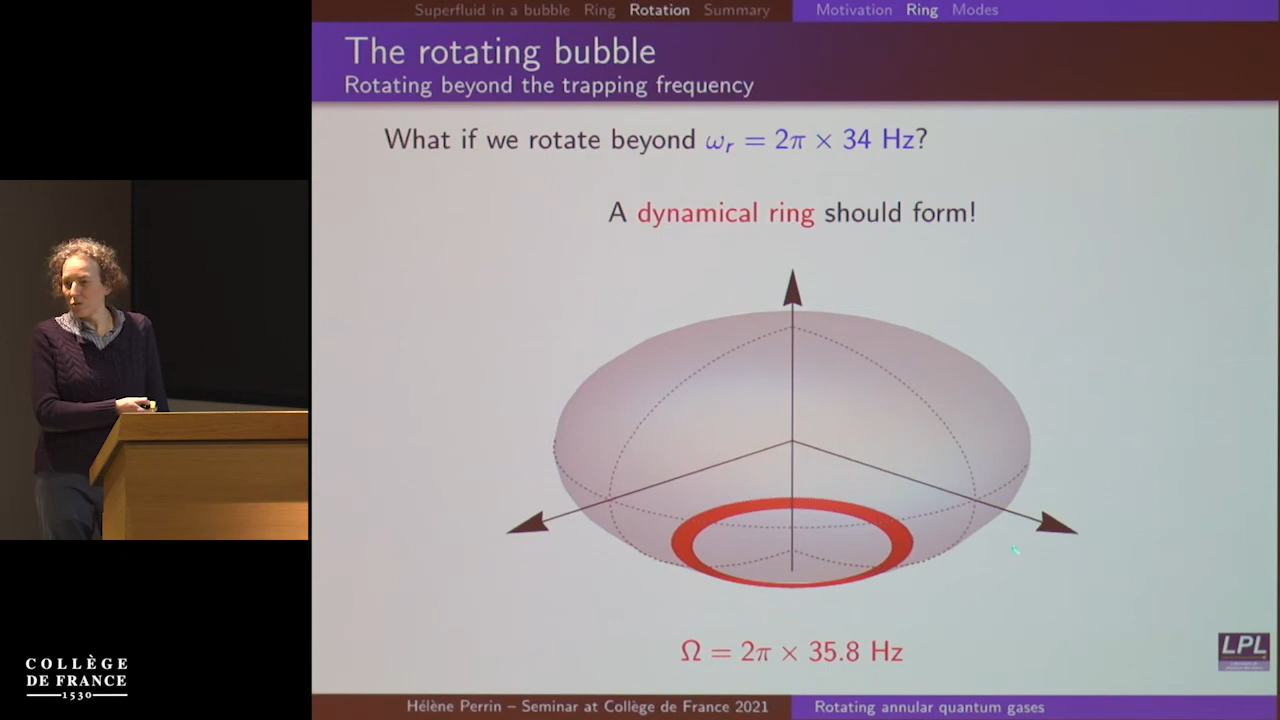 Superfluid in a bubble Ring Rotation Summary
Motivation Ring Modes
The rotating bubble
Rotating beyond the trapping frequency
What if we rotate beyond ωᵣ = 2π × 34 Hz?
A dynamical ring should form!
Ω = 2π × 35.8 Hz
LPL
COLLÈGE
DE FRANCE
1530
Hélène Perrin – Seminar at Collège de France 2021
Rotating annular quantum gases